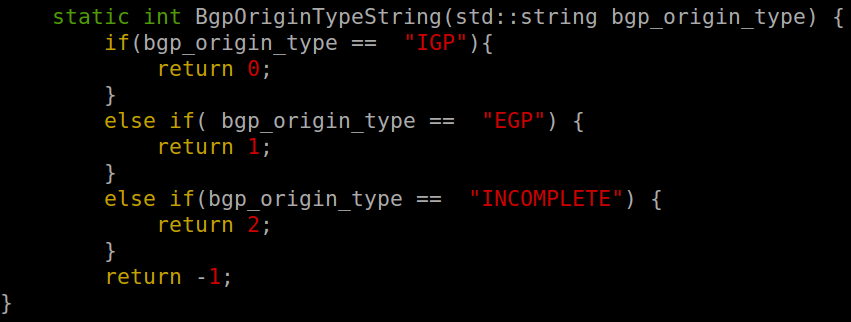 static int BgpOriginTypeString(std::string bgp_origin_type) {
        if(bgp_origin_type ==  "IGP"){
            return 0;
        }
        else if( bgp_origin_type ==  "EGP") {
            return 1;
        }
        else if(bgp_origin_type ==  "INCOMPLETE") {
            return 2;
        }
        return -1;
}